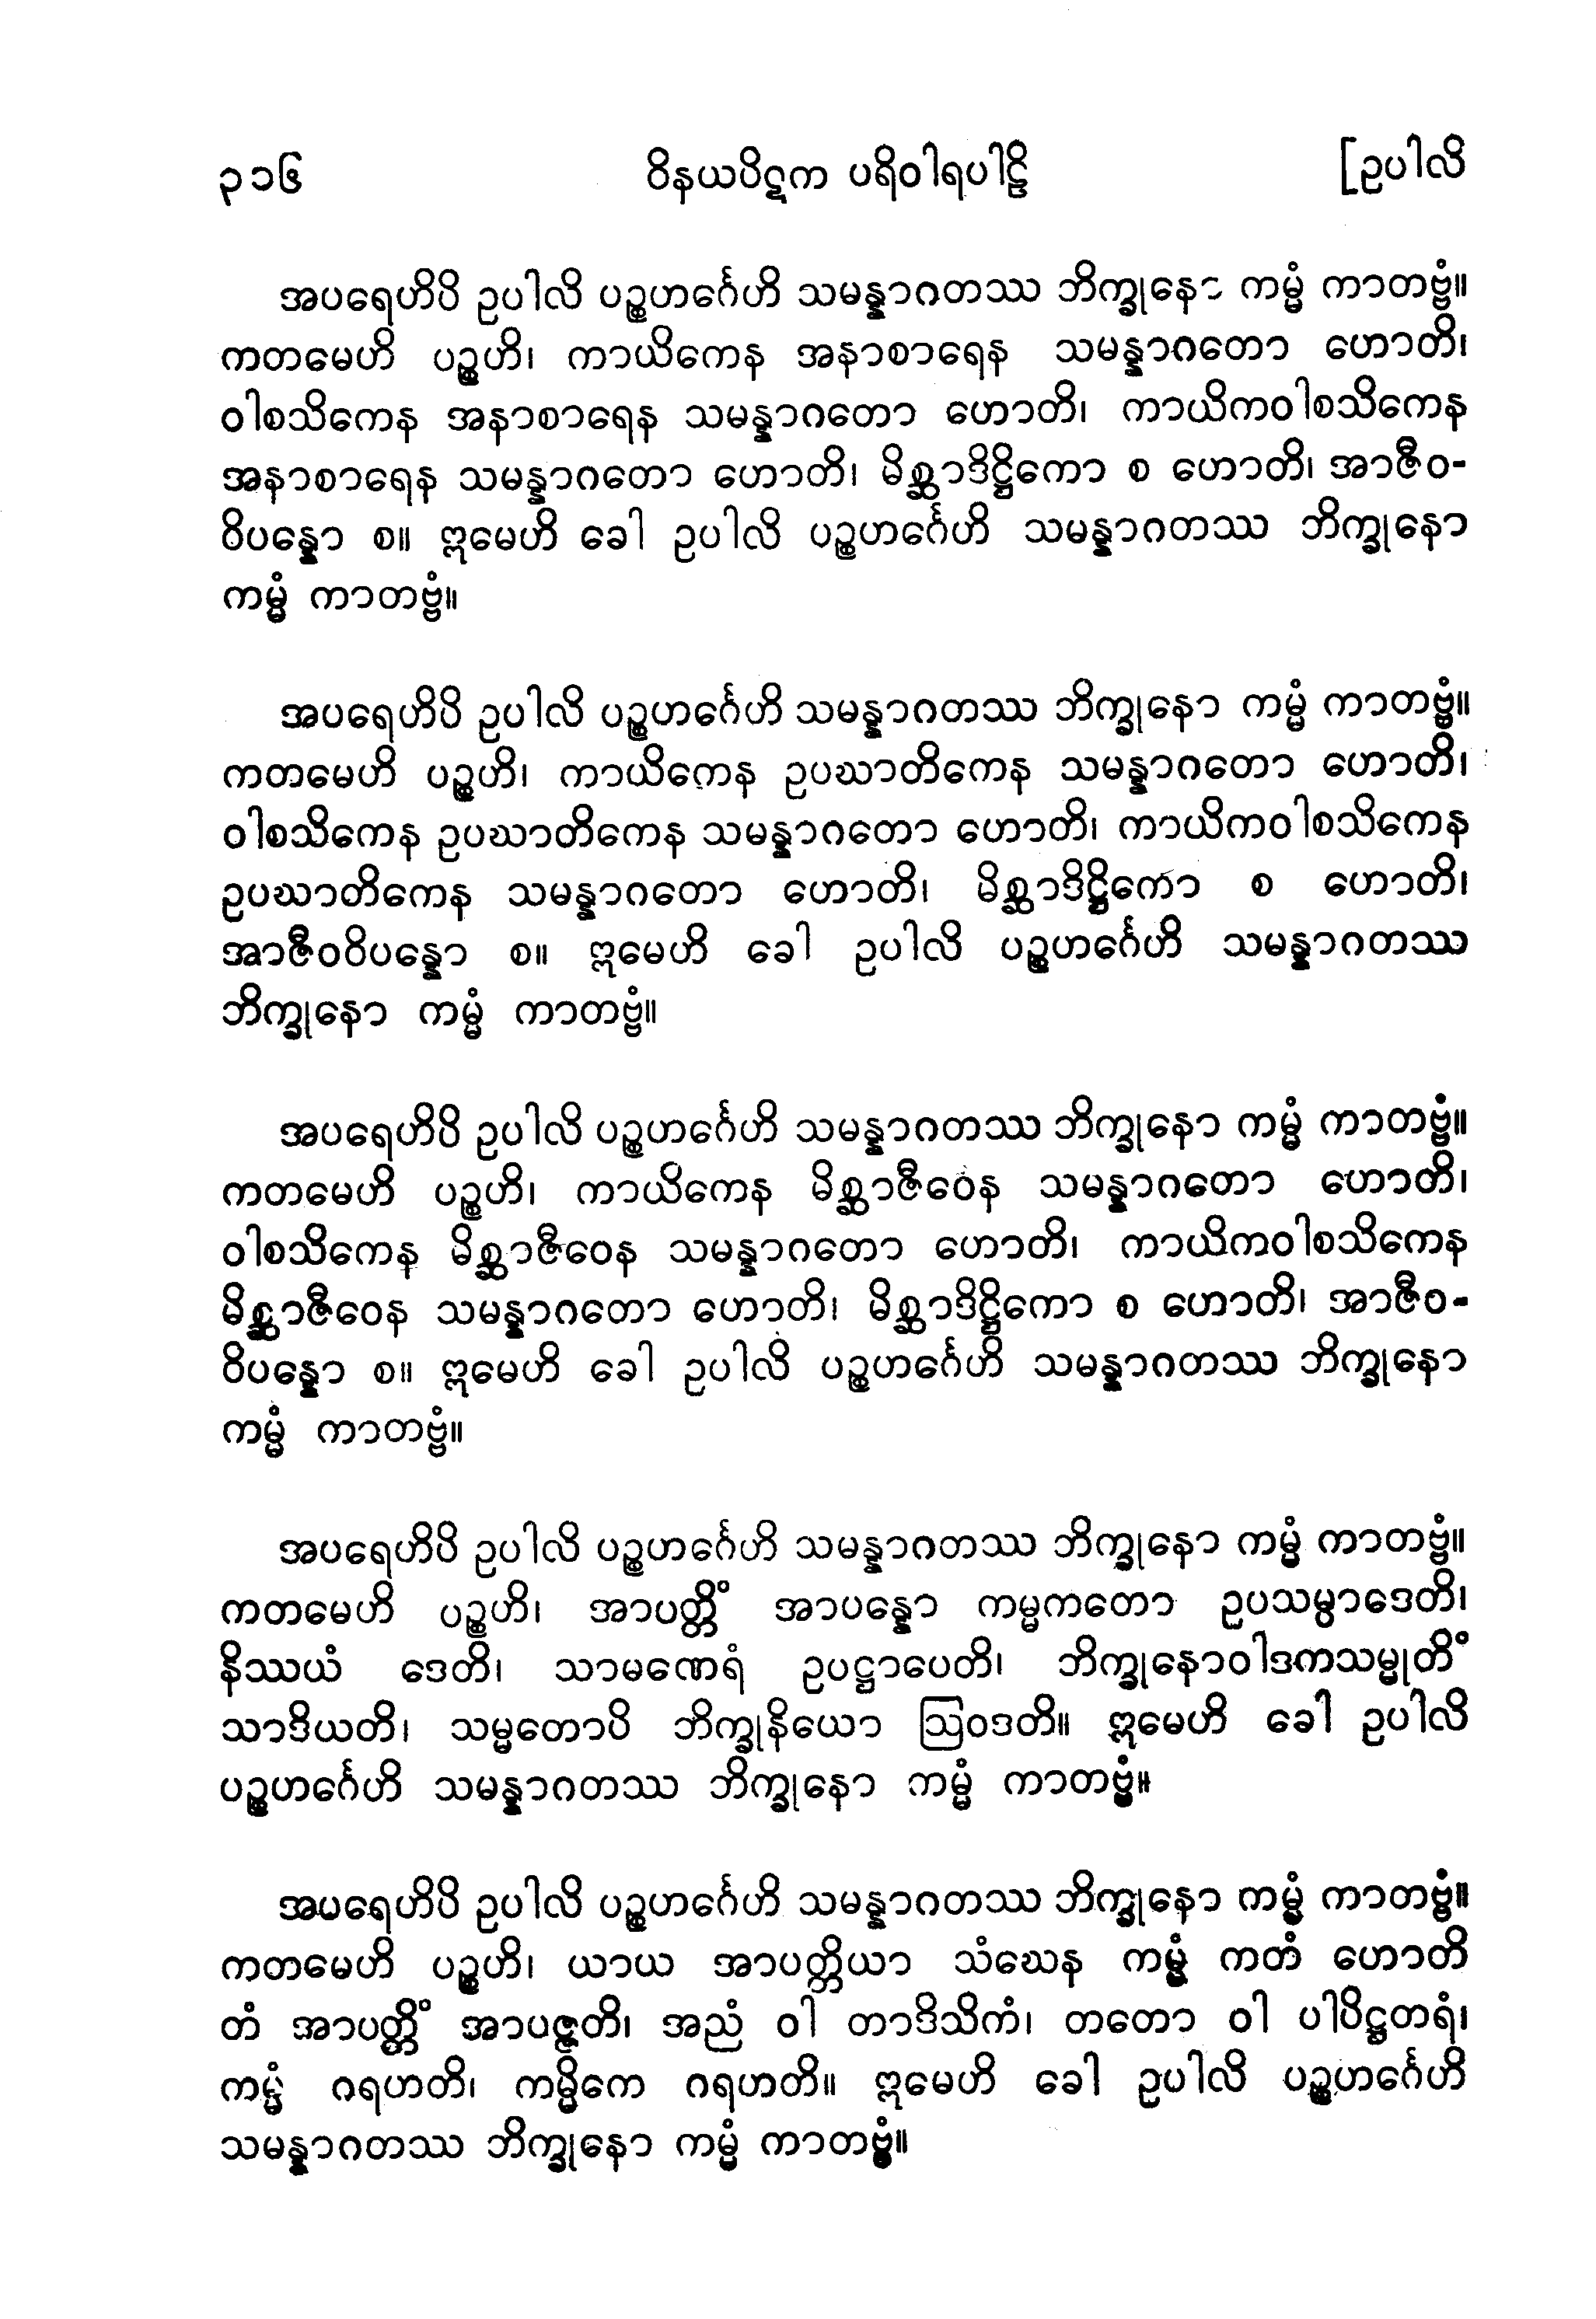 ၃၁၆ ဝိနယပိဋက ပရိဝါရပါဠိ [ဥပါလိ
အပရေဟိပိ ဥပါလိ ပဉ္စဟင်္ဂေဟိ သမန္နာဂတဿ ဘိက္ခုနော ကမ္မံ ကာတဗ္ဗံ။
ကတမေဟိ ပဉ္စဟိ၊ ကာယိကေန အနာစာရေန သမန္နာဂတော ဟောတိ၊
ဝါစသိကေန အနာစာရေန သမန္နာဂတော ဟောတိ၊ ကာယိကဝါစသိကေန
အနာစာရေန သမန္နာဂတော ဟောတိ၊ မိစ္ဆာဒိဋ္ဌိကော စ ဟောတိ၊ အာဇီဝ-
ဝိပန္နော စ။ ဣမေဟိ ခေါ ဥပါလိ ပဉ္စဟင်္ဂေဟိ သမန္နာဂတဿ ဘိက္ခုနော
ကမ္မံ ကာတဗ္ဗံ။
အပရေဟိပိ ဥပါလိ ပဉ္စဟင်္ဂေဟိ သမန္နာဂတဿ ဘိက္ခုနော ကမ္မံ ကာတဗ္ဗံ။
ကတမေဟိ ပဉ္စဟိ၊ ကာယိကေန ဥပဃာတိကေန သမန္နာဂတော ဟောတိ၊
ဝါစသိကေန ဥပဃာတိကေန သမန္နာဂတော ဟောတိ၊ ကာယိကဝါစသိကေန
ဥပဃာတိကေန သမန္နာဂတော ဟောတိ၊ မိစ္ဆာဒိဋ္ဌိကော စ ဟောတိ၊
အာဇီဝဝိပန္နော စ။ ဣမေဟိ ခေါ ဥပါလိ ပဉ္စဟင်္ဂေဟိ သမန္နာဂတဿ
ဘိက္ခုနော ကမ္မံ ကာတဗ္ဗံ။
အပရေဟိပိ ဥပါလိ ပဉ္စဟင်္ဂေဟိ သမန္နာဂတဿ ဘိက္ခုနော ကမ္မံ ကာတဗ္ဗံ။
ကတမေဟိ ပဉ္စဟိ၊ ကာယိကေန မိစ္ဆာဇီဝေန သမန္နာဂတော ဟောတိ၊
ဝါစသိကေန မိစ္ဆာဇီဝေန သမန္နာဂတော ဟောတိ၊ ကာယိကဝါစသိကေန
မိစ္ဆာဇီဝေန သမန္နာဂတော ဟောတိ၊ မိစ္ဆာဒိဋ္ဌိကော စ ဟောတိ၊ အာဇီဝ-
ဝိပန္နော စ။ ဣမေဟိ ခေါ ဥပါလိ ပဉ္စဟင်္ဂေဟိ သမန္နာဂတဿ ဘိက္ခုနော
ကမ္မံ ကာတဗ္ဗံ။
အပရေဟိပိ ဥပါလိ ပဉ္စဟင်္ဂေဟိ သမန္နာဂတဿ ဘိက္ခုနော ကမ္မံ ကာတဗ္ဗံ။
ကတမေဟိ ပဉ္စဟိ၊ အာပတ္တိံ အာပန္နော ကမ္မကတော ဥပသမ္ပာဒေတိ၊
နိဿယံ ဒေတိ၊ သာမဏေရံ ဥပဋ္ဌာပေတိ၊ ဘိက္ခုနောဝါဒကသမ္မုတိံ
သာဒိယတိ၊ သမ္မတောပိ ဘိက္ခုနိယော ဩဝဒတိ။ ဣမေဟိ ခေါ ဥပါလိ
ပဉ္စဟင်္ဂေဟိ သမန္နာဂတဿ ဘိက္ခုနော ကမ္မံ ကာတဗ္ဗံ။
အပရေဟိပိ ဥပါလိ ပဉ္စဟင်္ဂေဟိ သမန္နာဂတဿ ဘိက္ခုနော ကမ္မံ ကာတဗ္ဗံ။
ကတမေဟိ ပဉ္စဟိ၊ ယာယ အာပတ္တိယာ သံဃေန ကမ္မံ ကတံ ဟောတိ
တံ အာပတ္တိံ အာပဇ္ဇတိ၊ အညံ ဝါ တာဒိသိကံ၊ တတော ဝါ ပါပိဋ္ဌတရံ၊
ကမ္မံ ဂရဟတိ၊ ကမ္မိကေ ဂရဟတိ။ ဣမေဟိ ခေါ ဥပါလိ ပဉ္စဟင်္ဂေဟိ
သမန္နာဂတဿ ဘိက္ခုနော ကမ္မံ ကာတဗ္ဗံ။